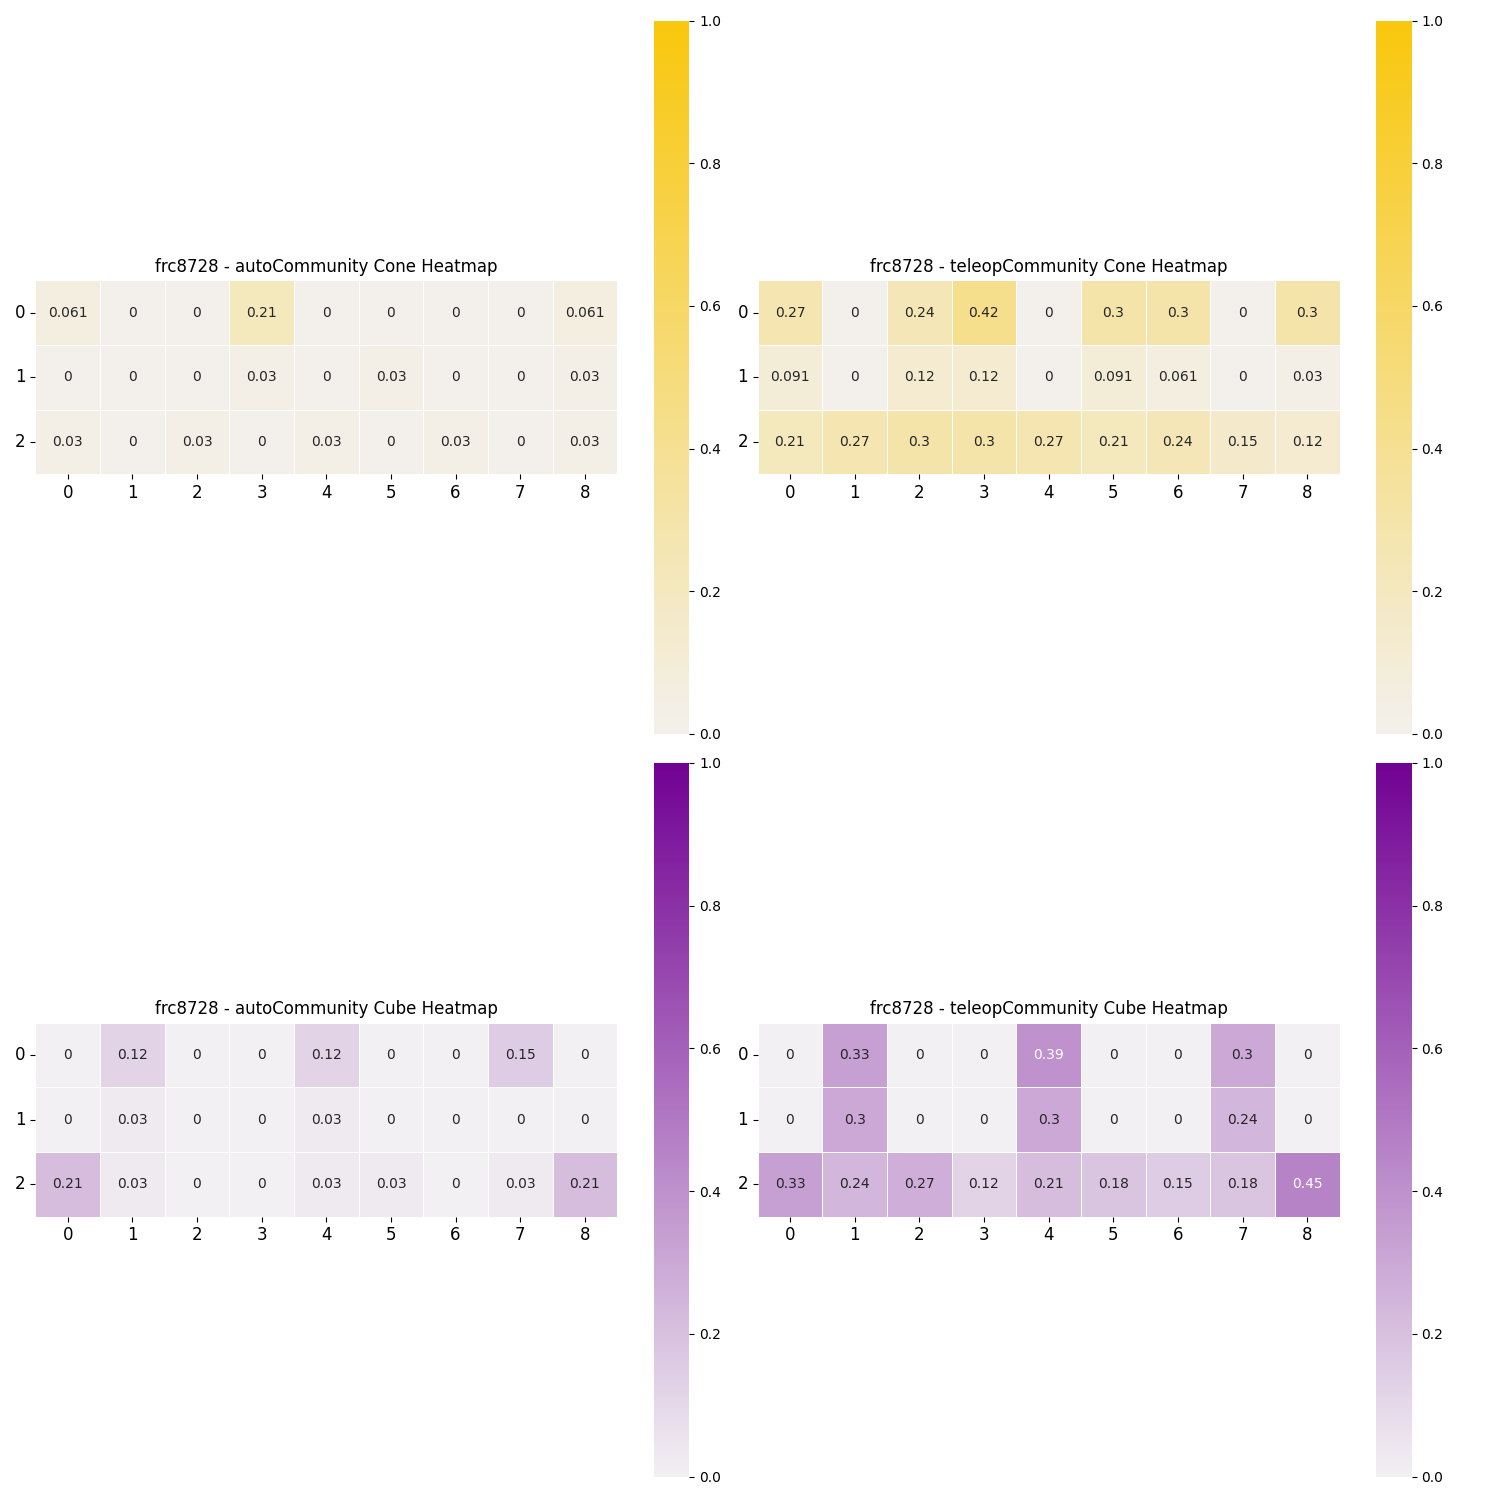 frc8728 - autoCommunity Cone Heatmap
0 0.061 0 0 0.21 0 0 0 0 0.061
1 0 0 0 0.03 0 0.03 0 0 0.03
2 0.03 0 0.03 0 0.03 0 0.03 0 0.03
0 1 2 3 4 5 6 7 8
1.0
0.8
0.6
0.4
0.2
0.0
frc8728 - teleopCommunity Cone Heatmap
0 0.27 0 0.24 0.42 0 0.3 0.3 0 0.3
1 0.091 0 0.12 0.12 0 0.091 0.061 0 0.03
2 0.21 0.27 0.3 0.3 0.27 0.21 0.24 0.15 0.12
0 1 2 3 4 5 6 7 8
1.0
0.8
0.6
0.4
0.2
0.0
frc8728 - autoCommunity Cube Heatmap
0 0 0.12 0 0 0.12 0 0 0.15 0
1 0 0.03 0 0 0.03 0 0 0 0
2 0.21 0.03 0 0 0.03 0.03 0 0.03 0.21
0 1 2 3 4 5 6 7 8
1.0
0.8
0.6
0.4
0.2
0.0
frc8728 - teleopCommunity Cube Heatmap
0 0 0.33 0 0 0.39 0 0 0.3 0
1 0 0.3 0 0 0.3 0 0 0.24 0
2 0.33 0.24 0.27 0.12 0.21 0.18 0.15 0.18 0.45
0 1 2 3 4 5 6 7 8
1.0
0.8
0.6
0.4
0.2
0.0